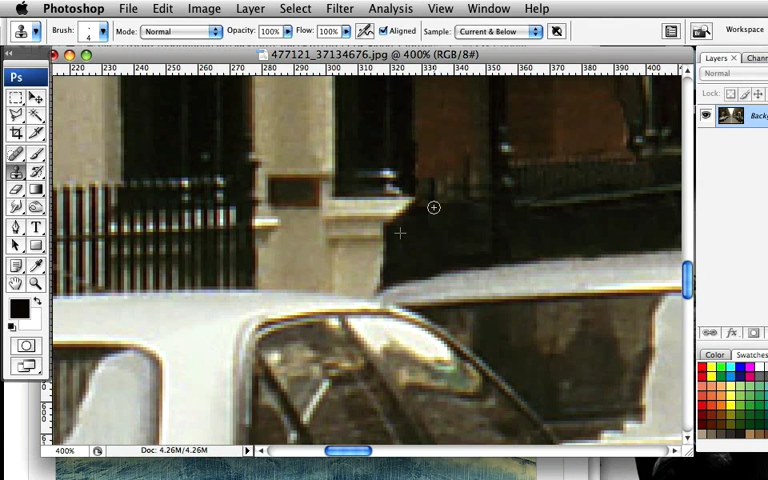 Photoshop File Edit Image Layer Select Filter Analysis View Window Help
Brush: 4 Mode: Normal Opacity: 100% Flow: 100% Aligned Sample: Current & Below Workspace
477121_37134676.jpg @ 400% (RGB/8#)
220 230 240 250 260 270 280 290 300 310 320 330 340 350 360 370 380 390 400
Ps
Layers × Chann
Normal
Lock:
Backg
Color Swatches
400% Doc: 4.26M/4.26M